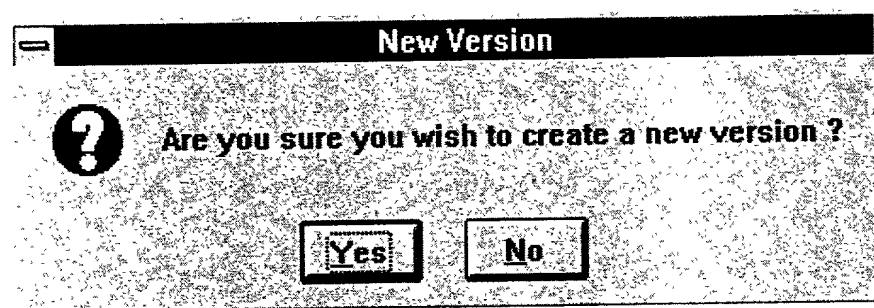 New Version
Are you sure you wish to create a new version ?
Yes
No